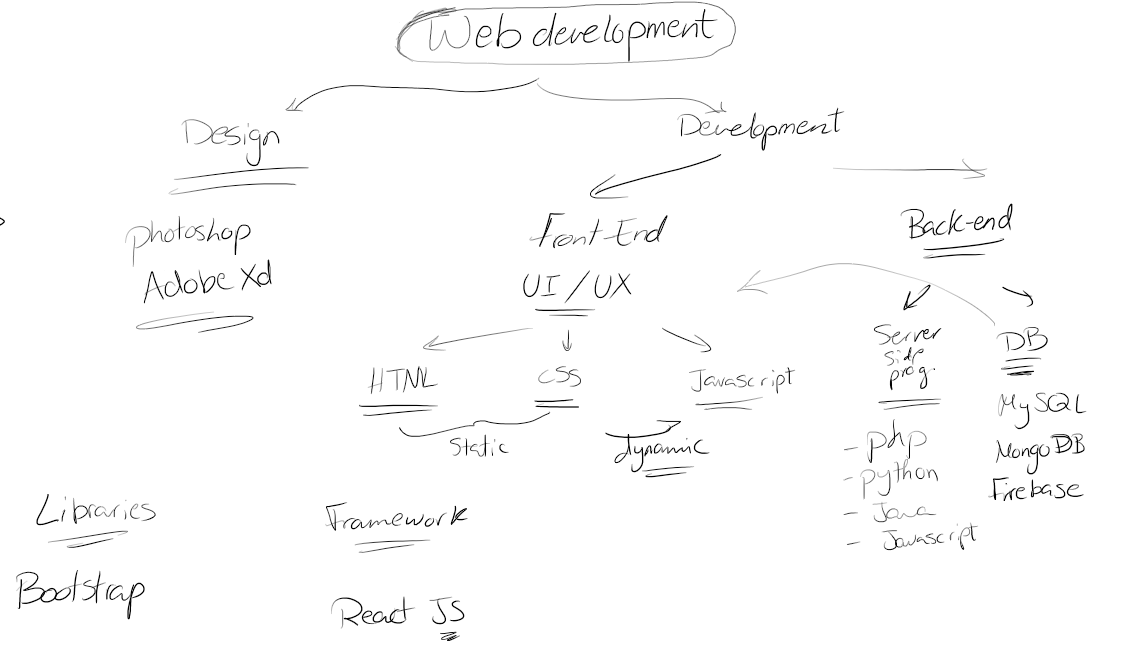 Web development
Design
Development
photoshop
Adobe Xd
Front-End
UI / UX
Back-end
HTML
CSS
Javascript
Static
dynamic
Server
side
prog.
- php
- python
- Java
- Javascript
DB
MySQL
MongoDB
Firebase
Libraries
Bootstrap
Framework
React JS